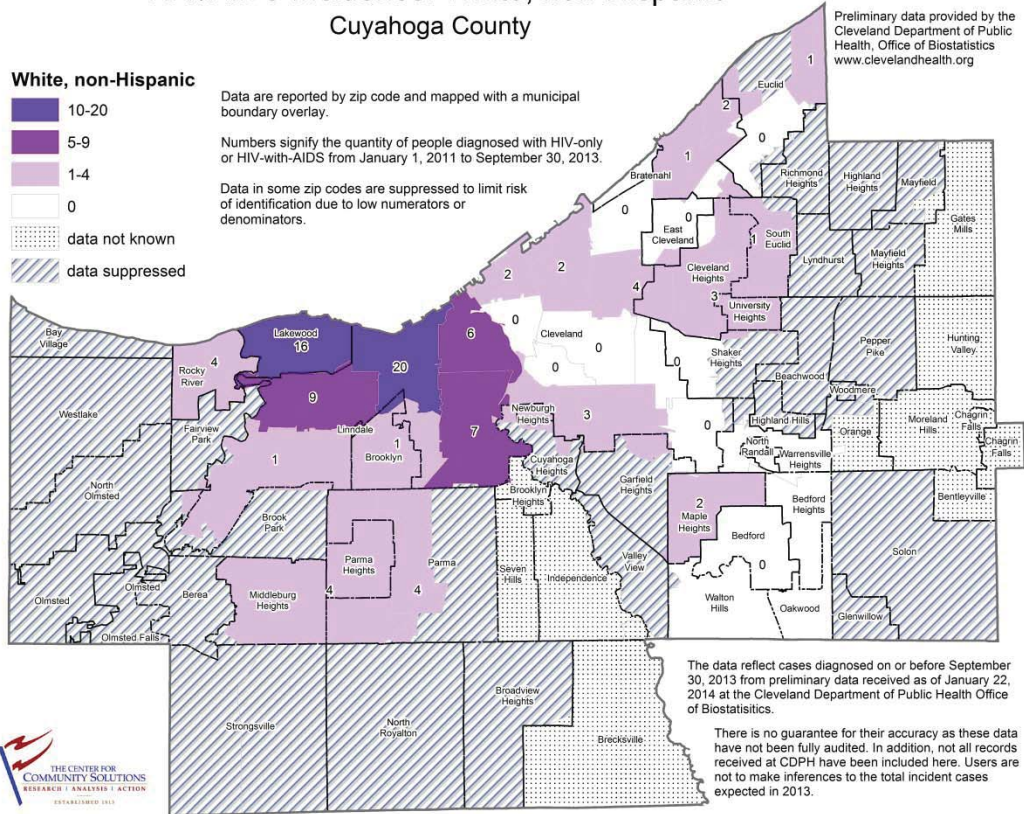 Cuyahoga County
Preliminary data provided by the
Cleveland Department of Public
Health, Office of Biostatistics
www.clevelandhealth.org
White, non-Hispanic
10-20
5-9
1-4
0
data not known
data suppressed
Data are reported by zip code and mapped with a municipal
boundary overlay.
Numbers signify the quantity of people diagnosed with HIV-only
or HIV-with-AIDS from January 1, 2011 to September 30, 2013.
Data in some zip codes are suppressed to limit risk
of identification due to low numerators or
denominators.
1
Euclid
2
0
1
Bratenahl
Richmond
Heights
Highland
Heights
Mayfield
0
0
East
Cleveland
Gates
Mills
1
South
Euclid
Lyndhurst
Mayfield
Heights
2
2
Cleveland
Heights
4
3
University
Heights
Bay
Village
Lakewood
16
6
0
Cleveland
0
0
0
Shaker
Heights
Pepper
Pike
Hunting
Valley
4
Rocky
River
20
Beachwood
Woodmere
9
Westlake
Fairview
Park
Linndale
Newburgh
Heights
3
Highland Hills
Orange
Moreland
Hills
Chagrin
Falls
Chagrin
Falls
0
7
1
1
Brooklyn
North
Randall
Warrensville
Heights
Cuyahoga
Heights
Garfield
Heights
North
Olmsted
Brooklyn
Heights
Bedford
Heights
Bentleyville
2
Maple
Heights
Brook
Park
Bedford
0
Solon
Parma
Heights
Parma
Valley
View
Seven
Hills
Independence
Olmsted
Olmsted
Berea
Middleburg
Heights
4
4
Walton
Hills
Oakwood
Glenwillow
Olmsted Falls
Strongsville
North
Royalton
Broadview
Heights
Brecksville
The data reflect cases diagnosed on or before September
30, 2013 from preliminary data received as of January 22,
2014 at the Cleveland Department of Public Health Office
of Biostatisitics.
There is no guarantee for their accuracy as these data
have not been fully audited. In addition, not all records
received at CDPH have been included here. Users are
not to make inferences to the total incident cases
expected in 2013.
THE CENTER FOR
COMMUNITY SOLUTIONS
RESEARCH | ANALYSIS | ACTION
ESTABLISHED 1913